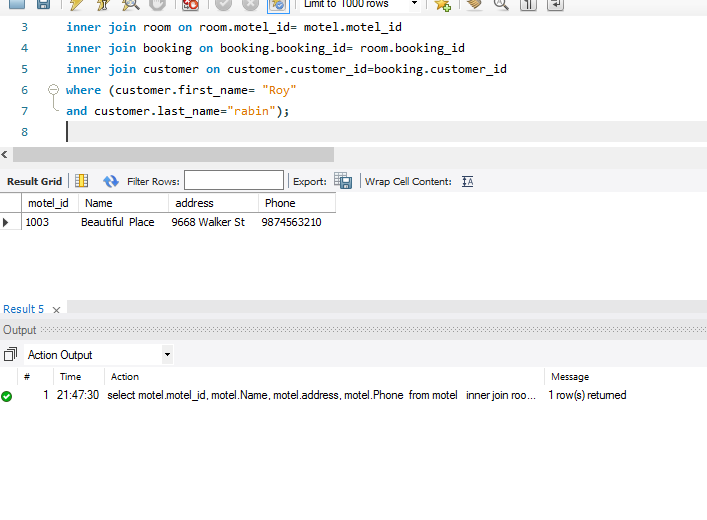 Limit to 1000 rows
3 inner join room on room.motel_id= motel.motel_id
4 inner join booking on booking.booking_id= room.booking_id
5 inner join customer on customer.customer_id=booking.customer_id
6 where (customer.first_name= "Roy"
7 and customer.last_name="rabin");
8
Result Grid Filter Rows: Export: Wrap Cell Content: IA
motel_id Name address Phone
1003 Beautiful Place 9668 Walker St 9874563210
Result 5
Output
Action Output
# Time Action Message
1 21:47:30 select motel.motel_id, motel.Name, motel.address, motel.Phone from motel inner join roo... 1 row(s) returned